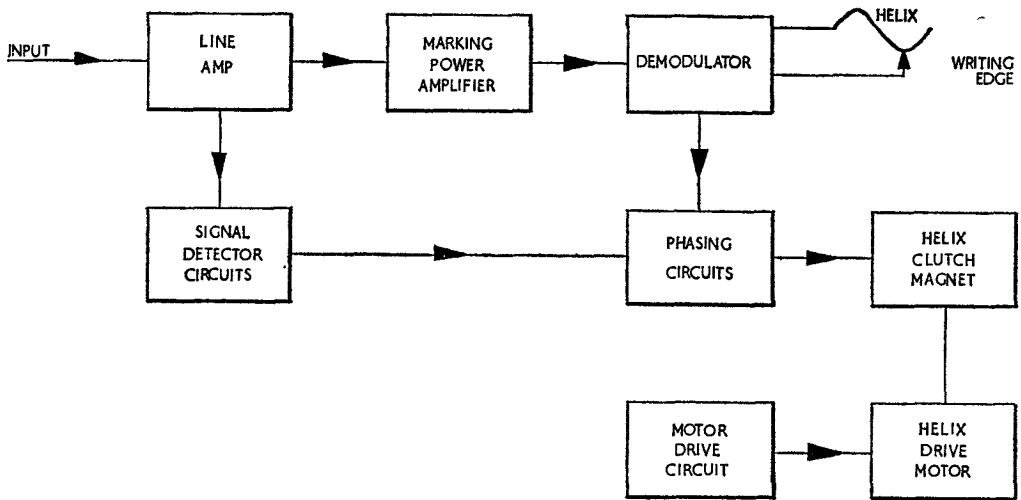 INPUT
LINE
AMP
MARKING
POWER
AMPLIFIER
DEMODULATOR
HELIX
WRITING
EDGE
SIGNAL
DETECTOR
CIRCUITS
PHASING
CIRCUITS
HELIX
CLUTCH
MAGNET
MOTOR
DRIVE
CIRCUIT
HELIX
DRIVE
MOTOR